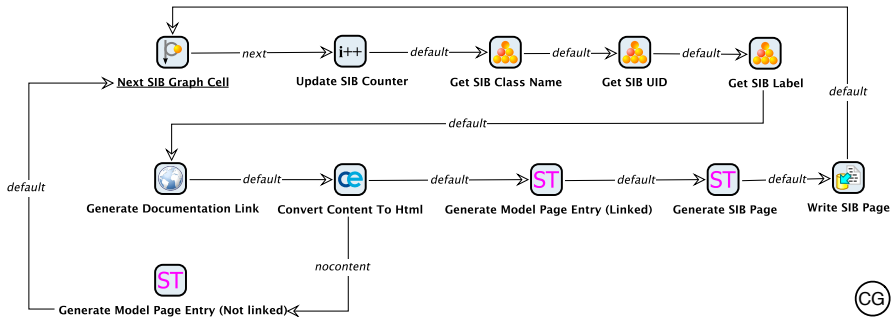 i++
next
default
default
default
Next SIB Graph Cell
Update SIB Counter
Get SIB Class Name
Get SIB UID
Get SIB Label
default
default
default
ce
ST
ST
default
default
default
default
Generate Documentation Link
Convert Content To Html
Generate Model Page Entry (Linked)
Generate SIB Page
Write SIB Page
nocontent
ST
Generate Model Page Entry (Not linked)
CG